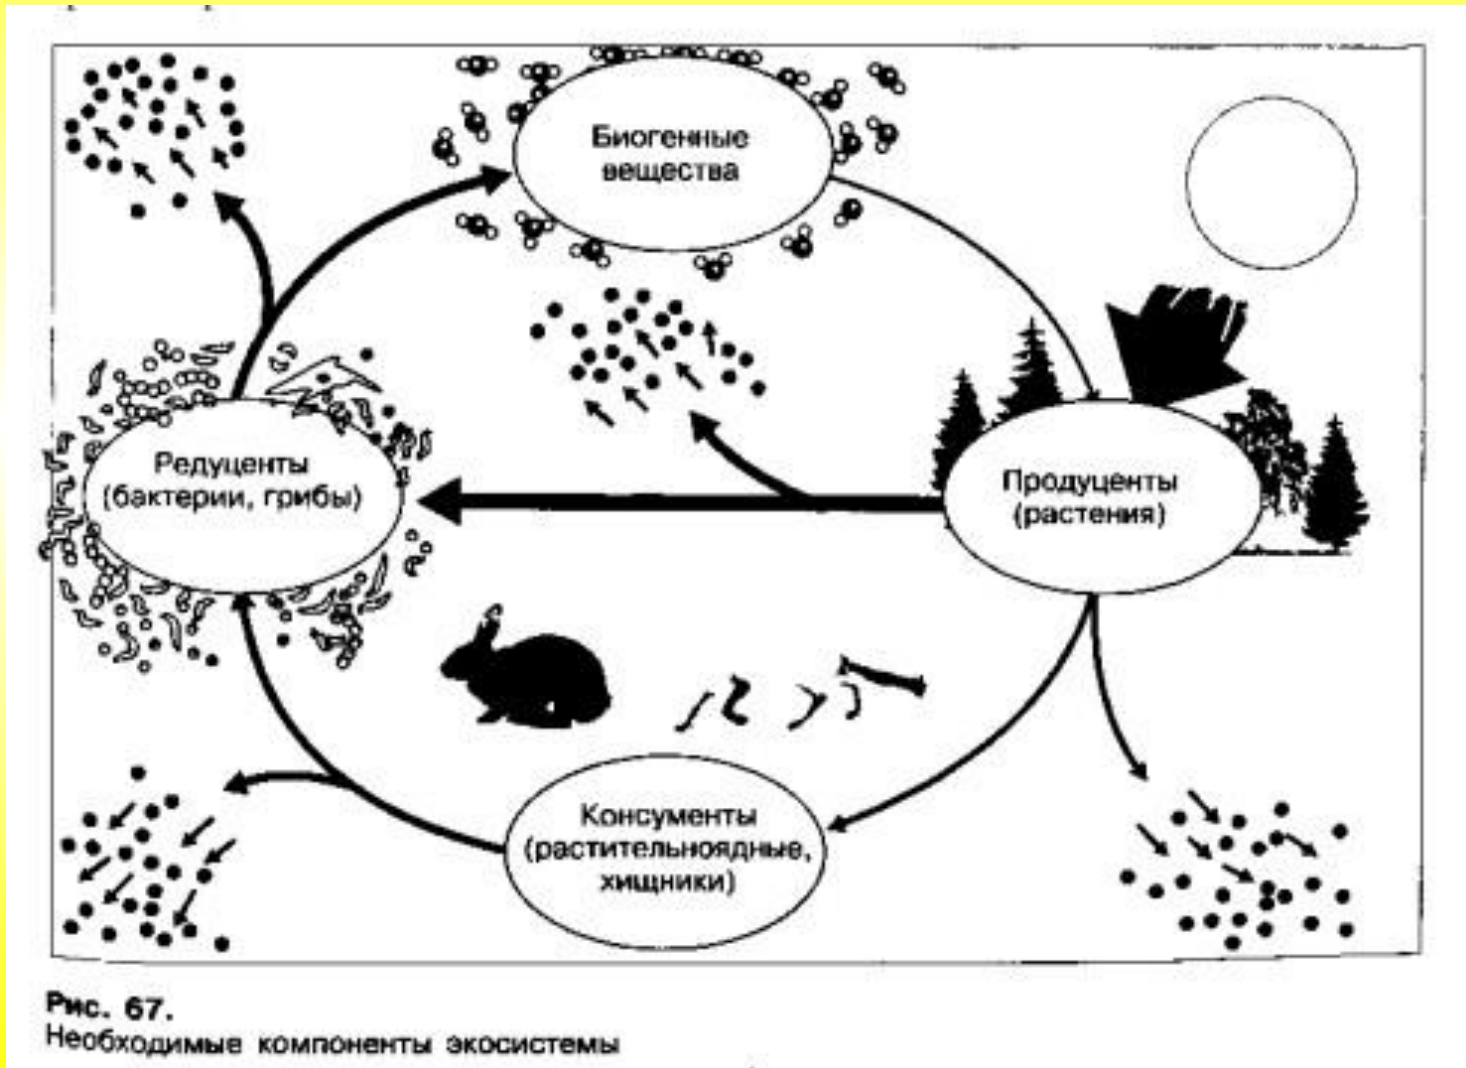 Биогенные
вещества
Редуценты
(бактерии, грибы)
Продуценты
(растения)
Консументы
(растительноядные,
хищники)
Рис. 67.
Необходимые компоненты экосистемы